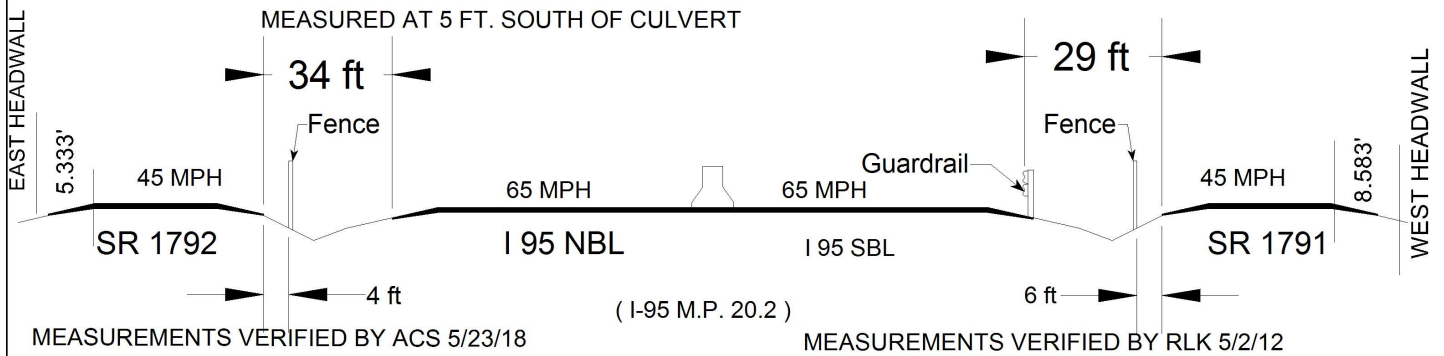 MEASURED AT 5 FT. SOUTH OF CULVERT
EAST HEADWALL
5.333'
45 MPH
34 ft
Fence
65 MPH
65 MPH
Guardrail
29 ft
Fence
45 MPH
8.583'
WEST HEADWALL
SR 1792
I 95 NBL
I 95 SBL
SR 1791
4 ft
( I-95 M.P. 20.2 )
6 ft
MEASUREMENTS VERIFIED BY ACS 5/23/18
MEASUREMENTS VERIFIED BY RLK 5/2/12